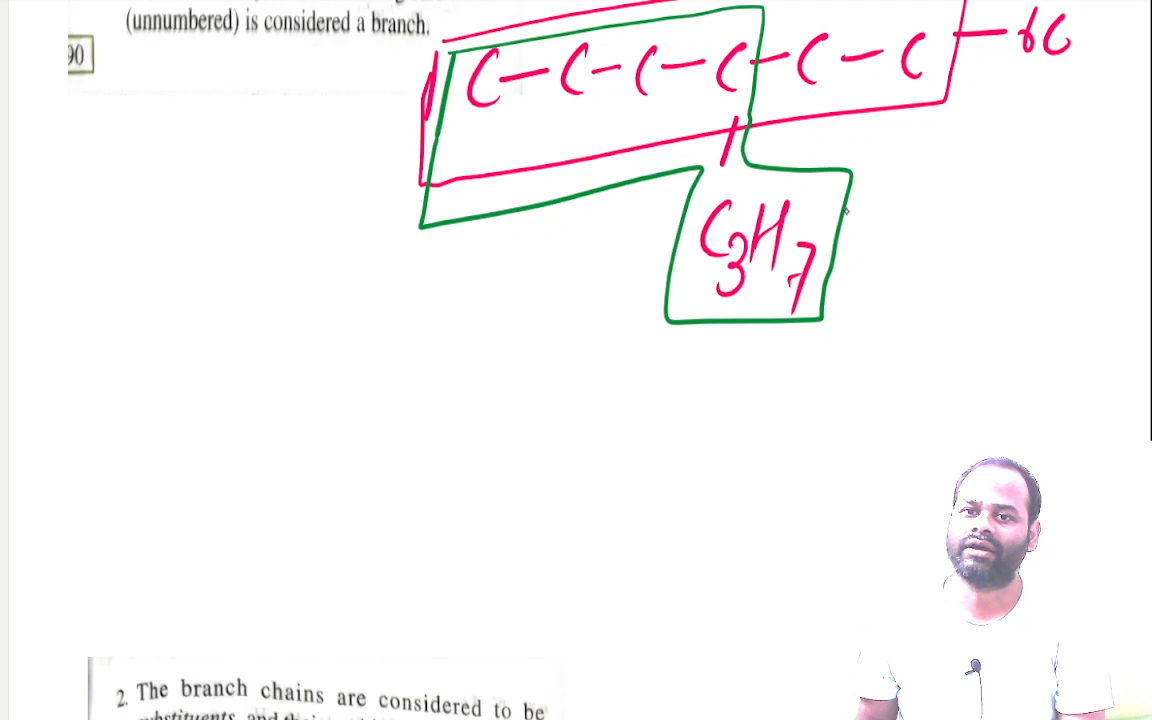 (unnumbered) is considered a branch.
90
C-C-C-C-C-C -6C
C3H7
2. The branch chains are considered to be